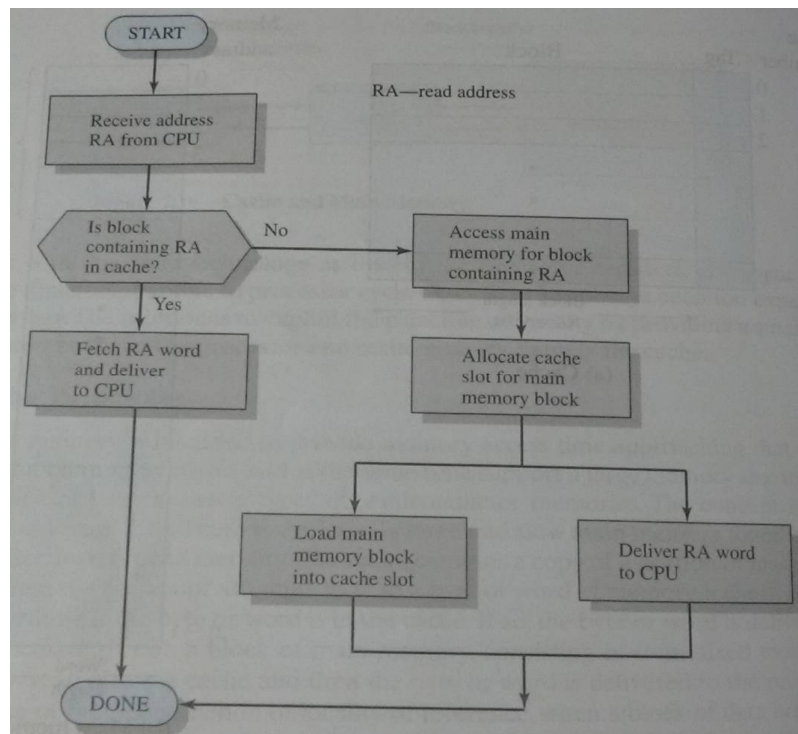 START
RA—read address
Receive address
RA from CPU
Is block
containing RA
in cache?
No
Yes
Access main
memory for block
containing RA
Fetch RA word
and deliver
to CPU
Allocate cache
slot for main
memory block
Load main
memory block
into cache slot
Deliver RA word
to CPU
DONE